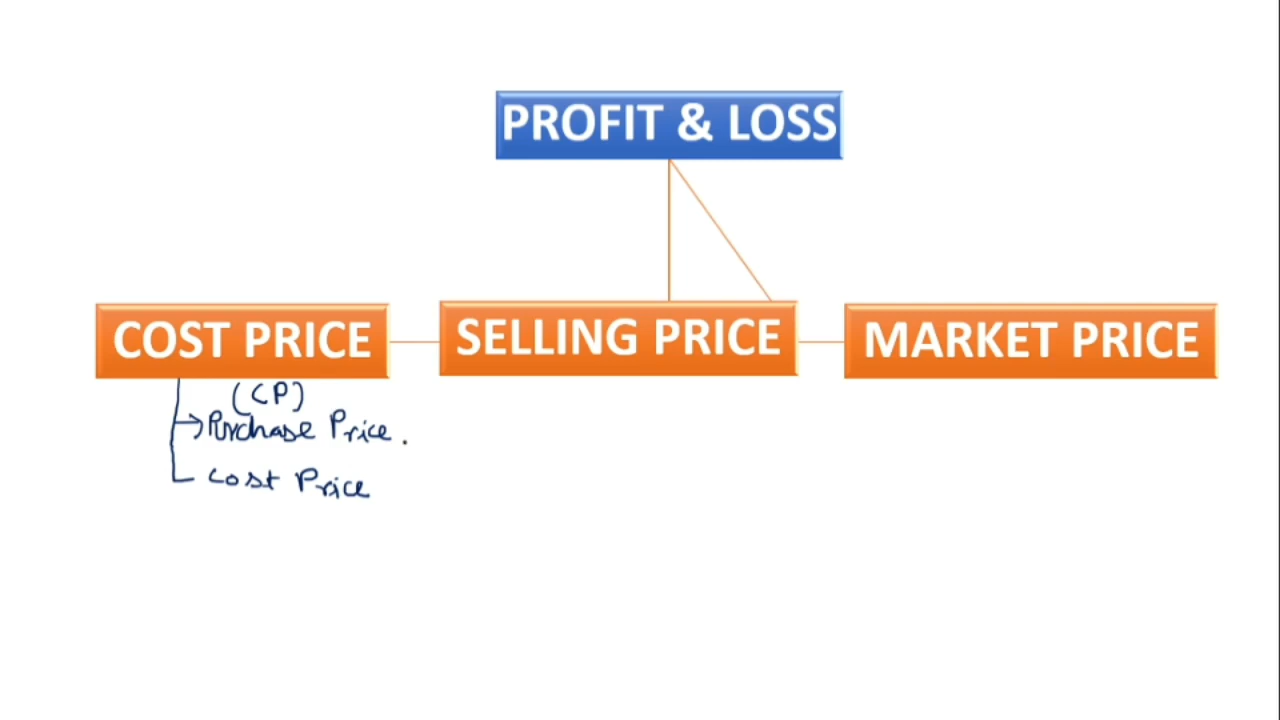 PROFIT & LOSS
COST PRICE
SELLING PRICE
MARKET PRICE
(CP)
Purchase Price.
Cost Price